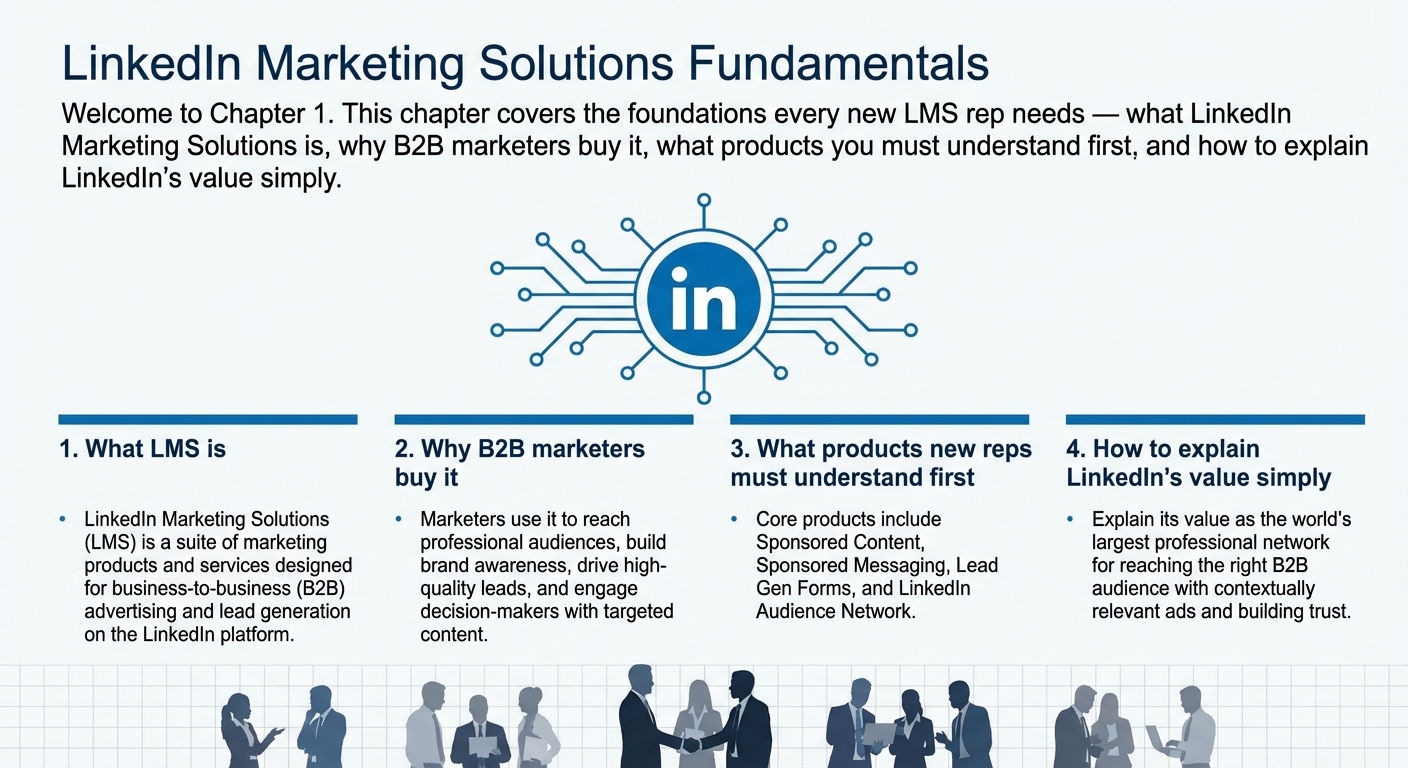 LinkedIn Marketing Solutions Fundamentals
Welcome to Chapter 1. This chapter covers the foundations every new LMS rep needs — what LinkedIn
Marketing Solutions is, why B2B marketers buy it, what products you must understand first, and how to explain
LinkedIn's value simply.
in
1. What LMS is
LinkedIn Marketing Solutions
(LMS) is a suite of marketing
products and services designed
for business-to-business (B2B)
advertising and lead generation
on the LinkedIn platform.
2. Why B2B marketers
buy it
Marketers use it to reach
professional audiences, build
brand awareness, drive high-
quality leads, and engage
decision-makers with targeted
content.
3. What products new reps
must understand first
Core products include
Sponsored Content,
Sponsored Messaging, Lead
Gen Forms, and LinkedIn
Audience Network.
4. How to explain
LinkedIn's value simply
Explain its value as the world's
largest professional network
for reaching the right B2B
audience with contextually
relevant ads and building trust.